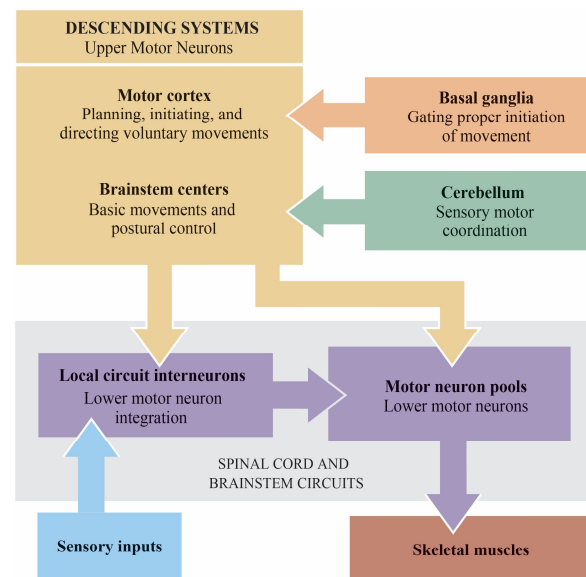 DESCENDING SYSTEMS
Upper Motor Neurons
Motor cortex
Planning, initiating, and
directing voluntary movements
Basal ganglia
Gating proper initiation
of movement
Brainstem centers
Basic movements and
postural control
Cerebellum
Sensory motor
coordination
Local circuit interneurons
Lower motor neuron
integration
Motor neuron pools
Lower motor neurons
SPINAL CORD AND
BRAINSTEM CIRCUITS
Sensory inputs
Skeletal muscles